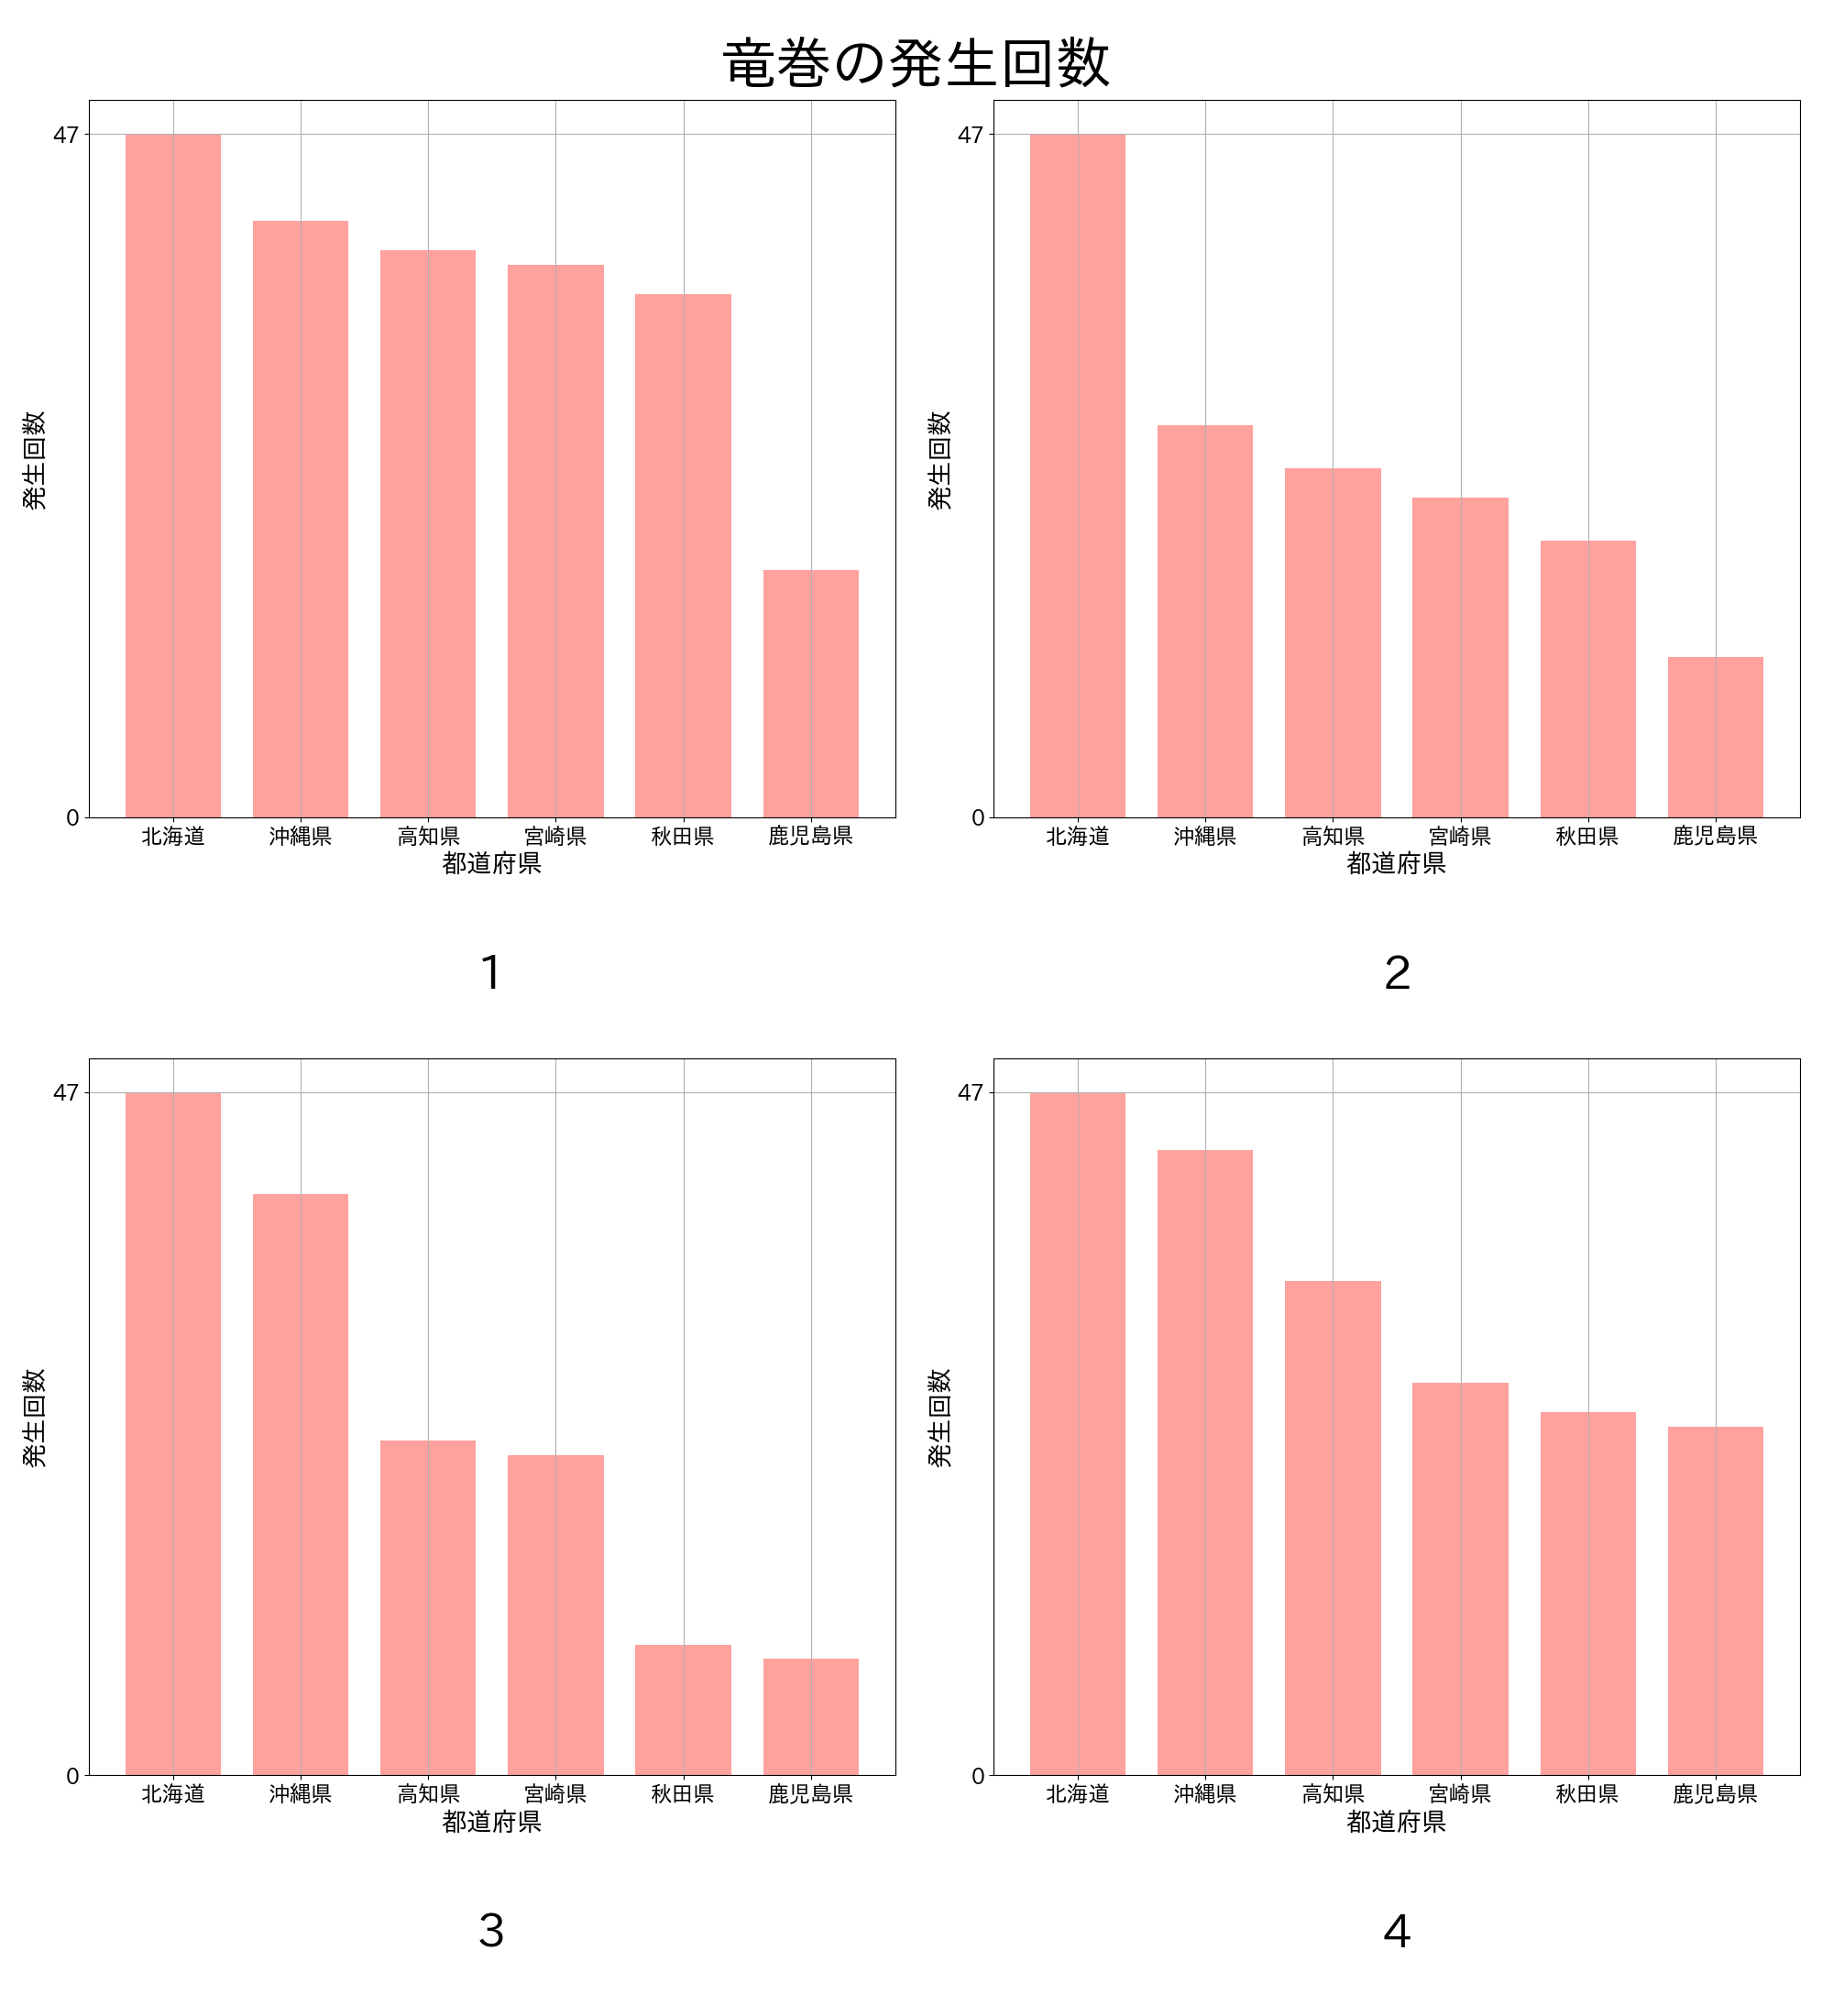 竜巻の発生回数
47
0
発生回数
北海道 沖縄県 高知県 宮崎県 秋田県 鹿児島県
都道府県
1
47
0
発生回数
北海道 沖縄県 高知県 宮崎県 秋田県 鹿児島県
都道府県
2
47
0
発生回数
北海道 沖縄県 高知県 宮崎県 秋田県 鹿児島県
都道府県
3
47
0
発生回数
北海道 沖縄県 高知県 宮崎県 秋田県 鹿児島県
都道府県
4